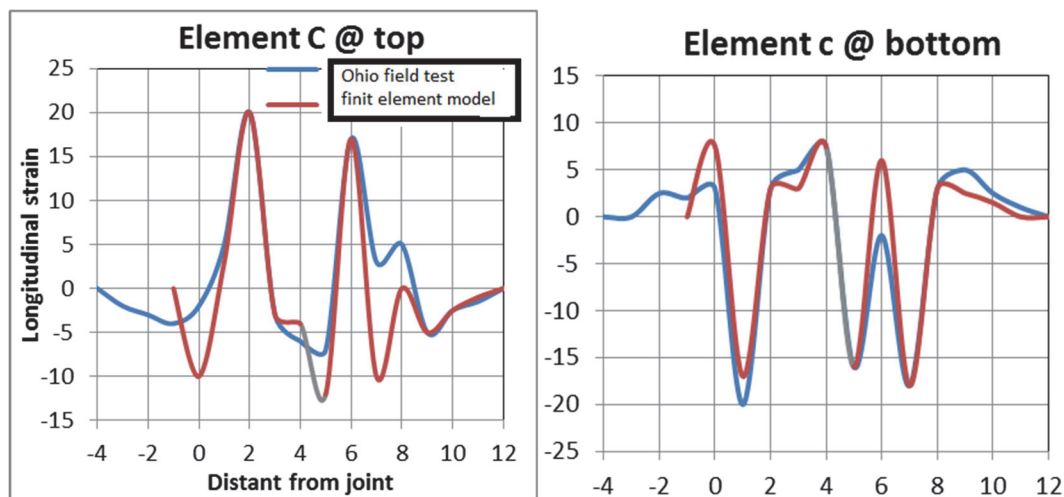 Element C @ top
25
20
15
10
5
0
-5
-10
-15
Longitudinal strain
Ohio field test
finit element model
-4 -2 0 2 4 6 8 10 12
Distant from joint
Element c @ bottom
15
10
5
0
-5
-10
-15
-20
-25
-4 -2 0 2 4 6 8 10 12